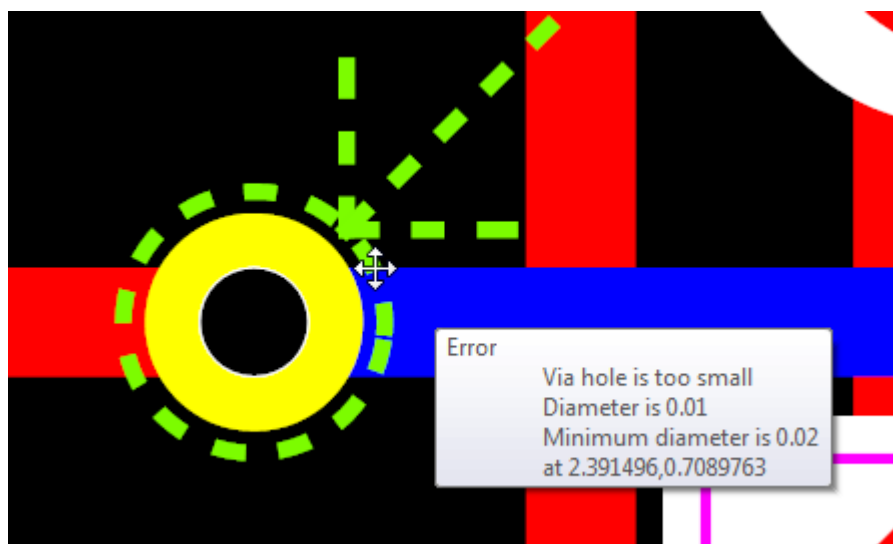 Error
Via hole is too small
Diameter is 0.01
Minimum diameter is 0.02
at 2.391496,0.7089763